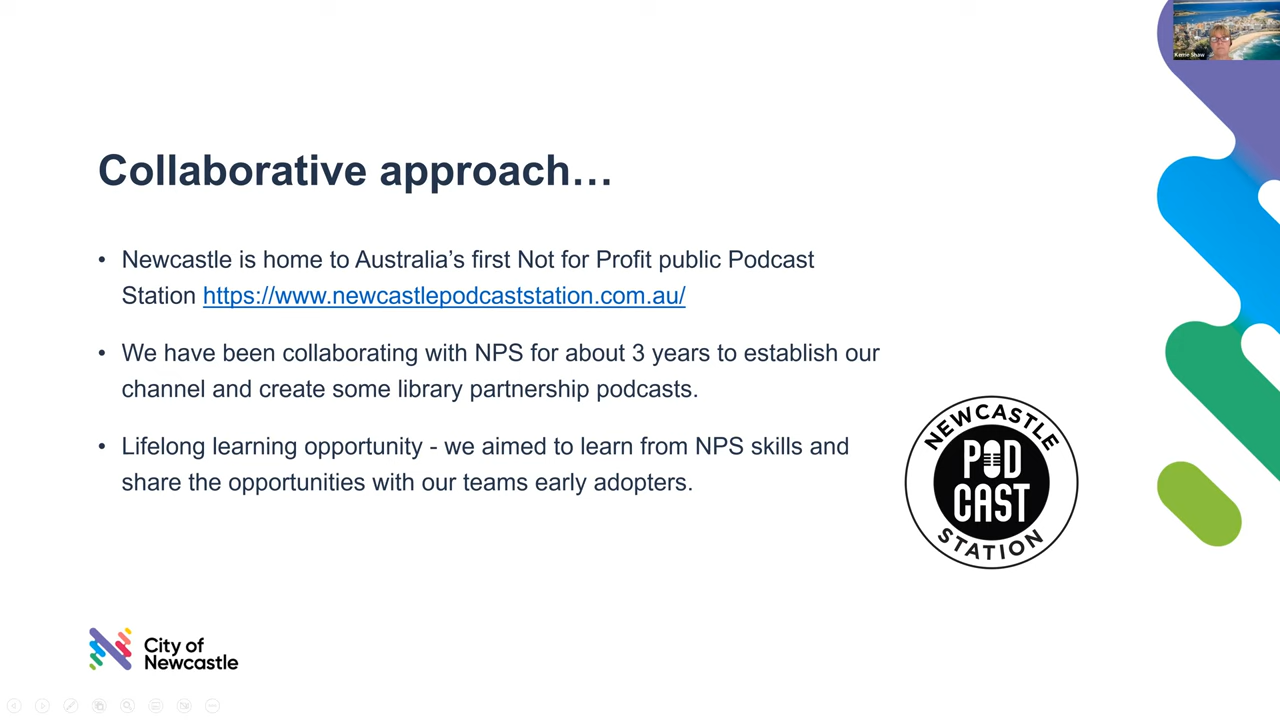 Kerrie Shaw
Collaborative approach…
• Newcastle is home to Australia’s first Not for Profit public Podcast
Station https://www.newcastlepodcaststation.com.au/
• We have been collaborating with NPS for about 3 years to establish our
channel and create some library partnership podcasts.
• Lifelong learning opportunity - we aimed to learn from NPS skills and
share the opportunities with our teams early adopters.
NEWCASTLE
POD
CAST
STATION
City of
Newcastle